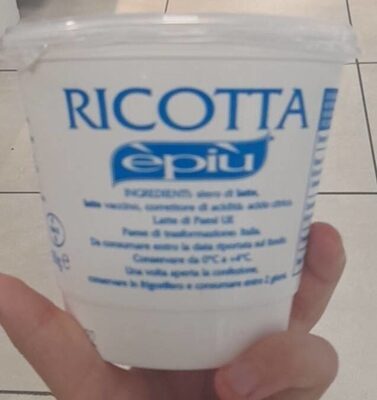 RICOTTA
èpiù
INGREDIENTI: siero di latte,
latte vaccino, correttore di acidità: acido citrico.
Latte di Paesi UE
Paese di trasformazione: Italia.
Da consumare entro la data riportata sul fondo.
Conservare da 0°C a +4°C.
Una volta aperta la confezione,
conservare in frigorifero e consumare entro 2 giorni.